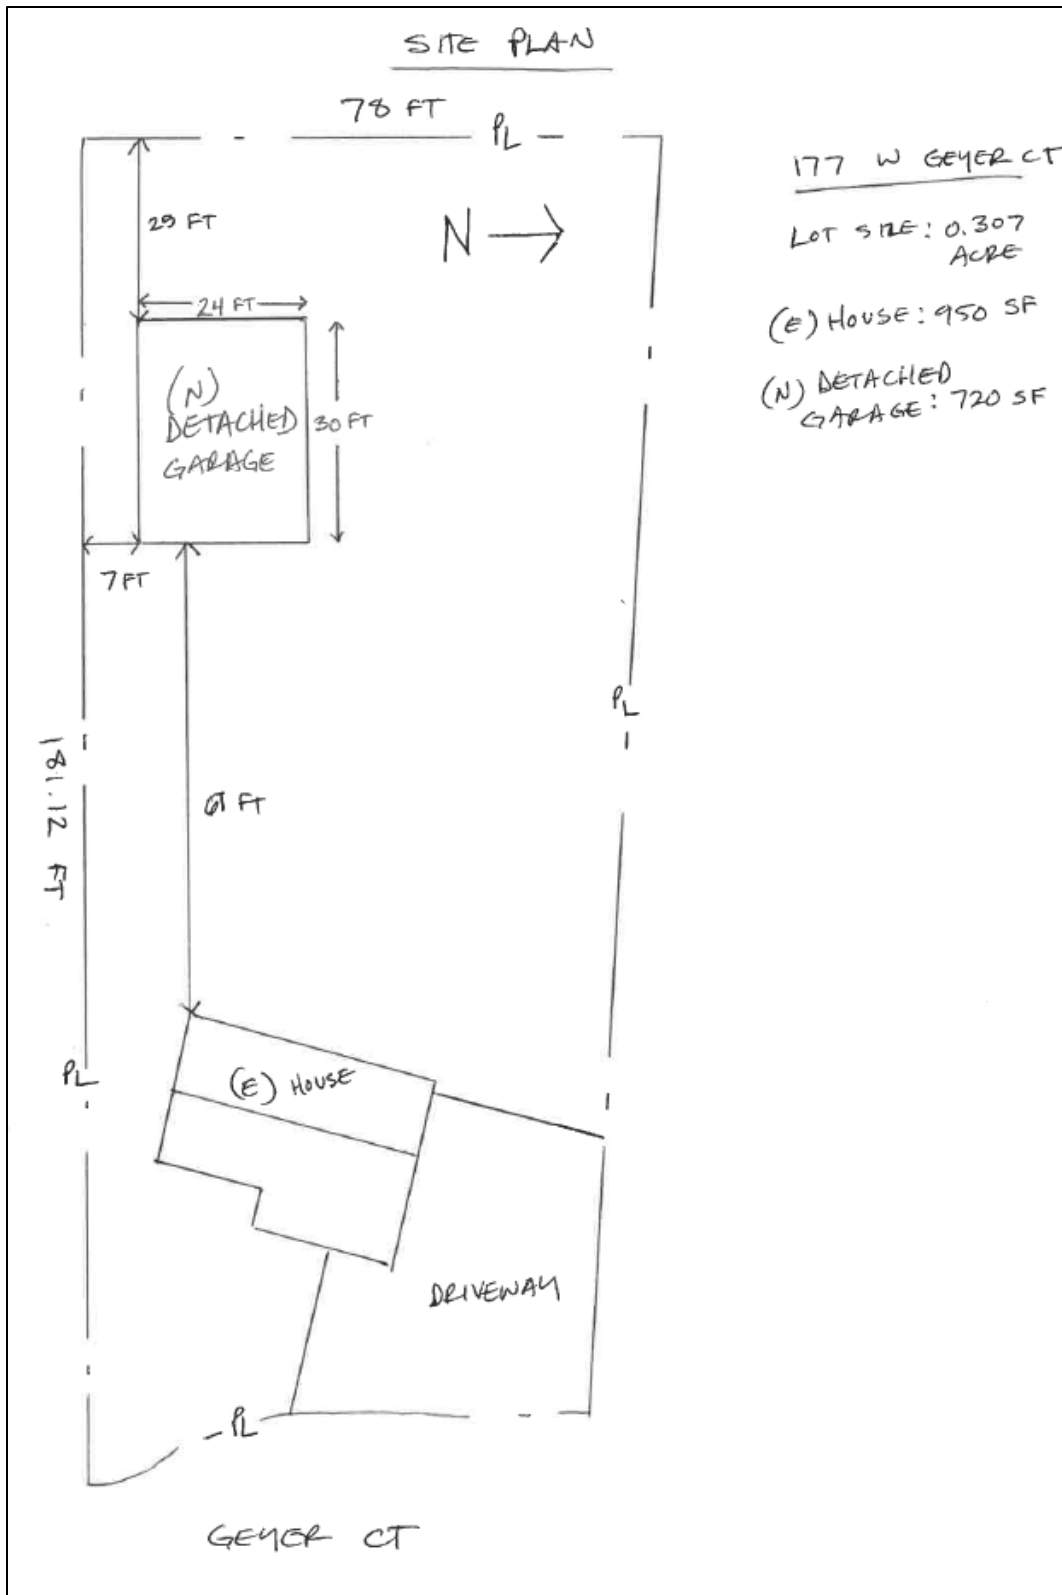 SITE PLAN
78 FT
PL
177 W GEYER CT
LOT SIZE: 0.307
ACRE
(E) HOUSE: 950 SF
(N) DETACHED
GARAGE: 720 SF
N
29 FT
24 FT
(N)
DETACHED
GARAGE
30 FT
7 FT
PL
181.12 FT
FT
PL
(E) HOUSE
DRIVEWAY
PL
GEYER CT